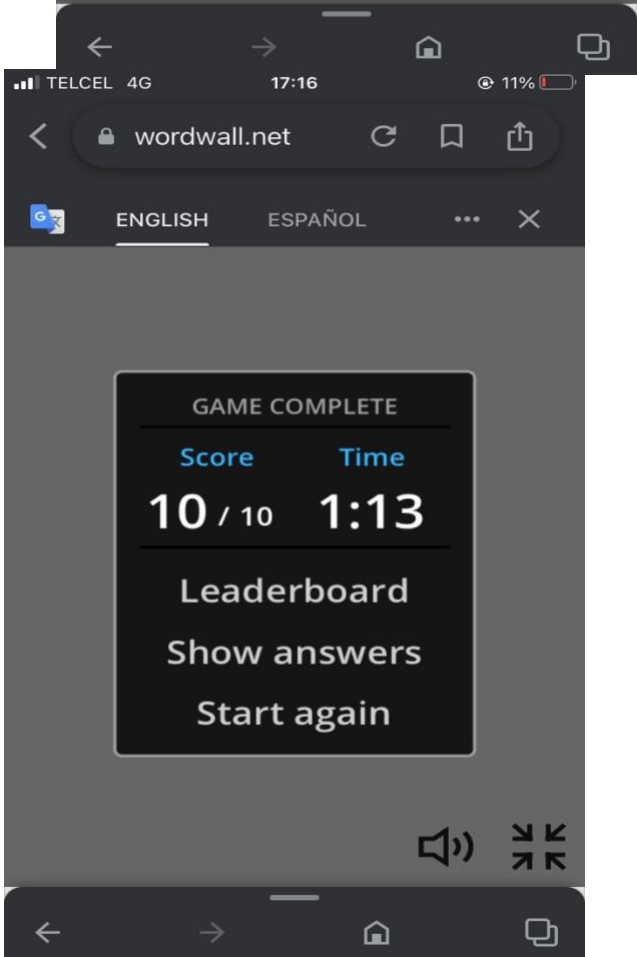 TELCEL 4G 17:16 11%
wordwall.net
ENGLISH ESPAÑOL
GAME COMPLETE
Score Time
10 / 10 1:13
Leaderboard
Show answers
Start again